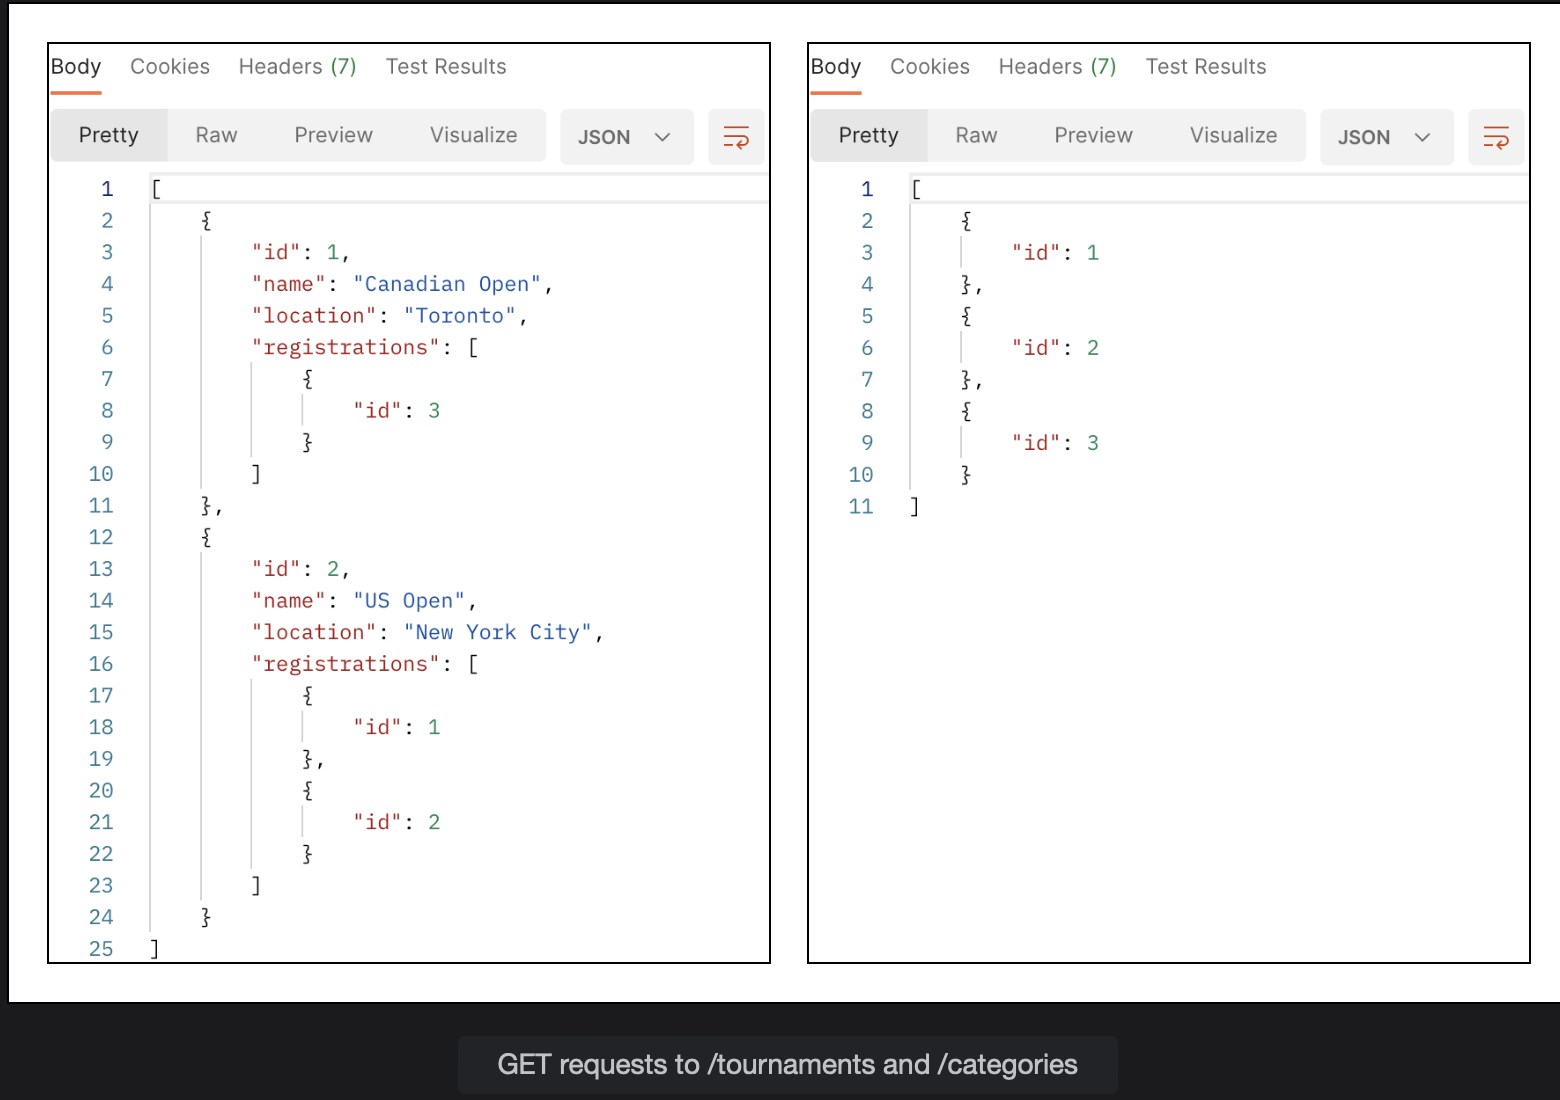 Body Cookies Headers (7) Test Results
Pretty Raw Preview Visualize JSON
1 [
2 {
3 "id": 1,
4 "name": "Canadian Open",
5 "location": "Toronto",
6 "registrations": [
7 {
8 "id": 3
9 }
10 ]
11 },
12 {
13 "id": 2,
14 "name": "US Open",
15 "location": "New York City",
16 "registrations": [
17 {
18 "id": 1
19 },
20 {
21 "id": 2
22 }
23 ]
24 }
25 ]
Body Cookies Headers (7) Test Results
Pretty Raw Preview Visualize JSON
1 [
2 {
3 "id": 1
4 },
5 {
6 "id": 2
7 },
8 {
9 "id": 3
10 }
11 ]
GET requests to /tournaments and /categories